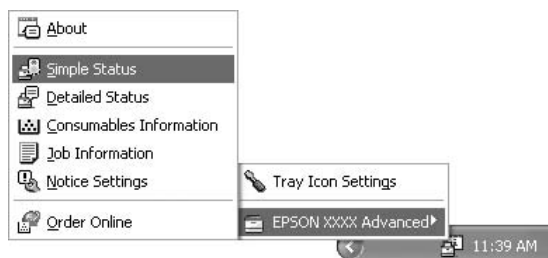 About
Simple Status
Detailed Status
Consumables Information
Job Information
Notice Settings
Order Online
Tray Icon Settings
EPSON XXXX Advanced
11:39 AM